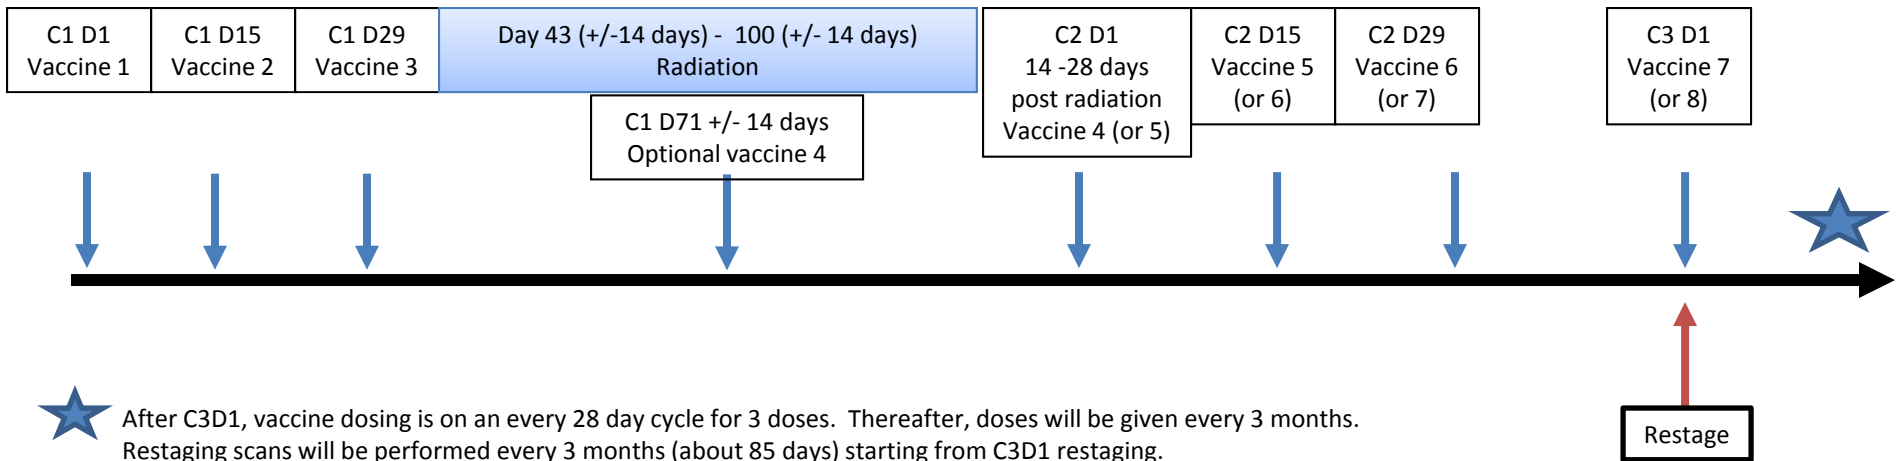 C1 D1
Vaccine 1
C1 D15
Vaccine 2
C1 D29
Vaccine 3
Day 43 (+/-14 days) - 100 (+/- 14 days)
Radiation
C1 D71 +/- 14 days
Optional vaccine 4
C2 D1
14 -28 days
post radiation
Vaccine 4 (or 5)
C2 D15
Vaccine 5
(or 6)
C2 D29
Vaccine 6
(or 7)
C3 D1
Vaccine 7
(or 8)
After C3D1, vaccine dosing is on an every 28 day cycle for 3 doses. Thereafter, doses will be given every 3 months.
Restaging scans will be performed every 3 months (about 85 days) starting from C3D1 restaging.
Restage